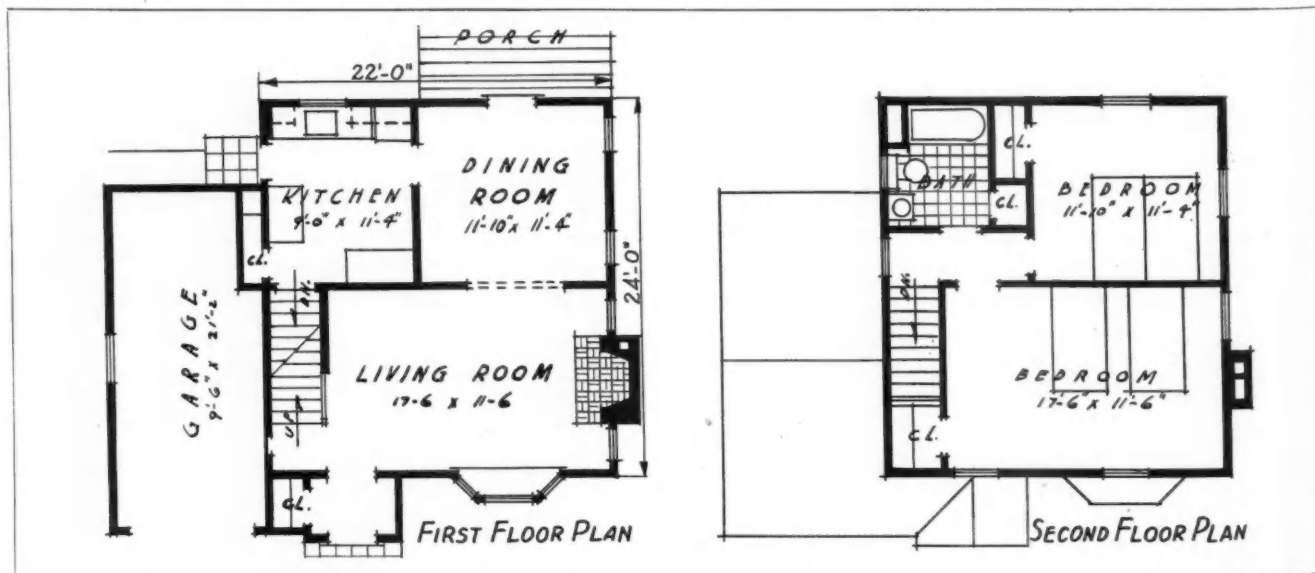 PORCH
22'-0"
DINING
ROOM
11'-10" x 11'-4"
KITCHEN
9'-0" x 11'-4"
CL.
DN.
24'-0"
GARAGE
9'-6" x 21'-2"
LIVING ROOM
17-6 x 11-6
UP
CL.
FIRST FLOOR PLAN
BATH
CL.
CL.
BEDROOM
11'-10" x 11'-4"
DN.
BEDROOM
17'-6" x 11'-6"
CL.
SECOND FLOOR PLAN